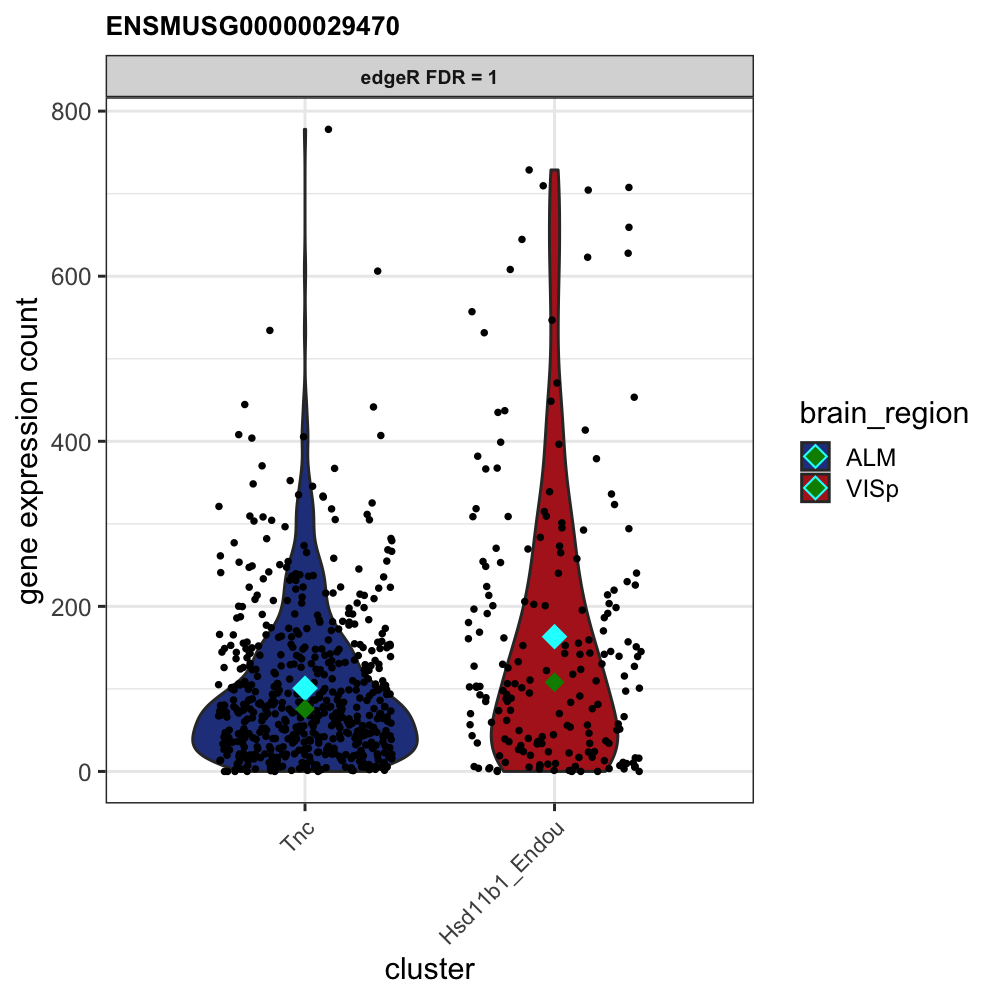 ENSMUSG00000029470
edgeR FDR = 1
800
600
400
200
0
gene expression count
Tnc
Hsd11b1_Endou
cluster
brain_region
ALM
VISp